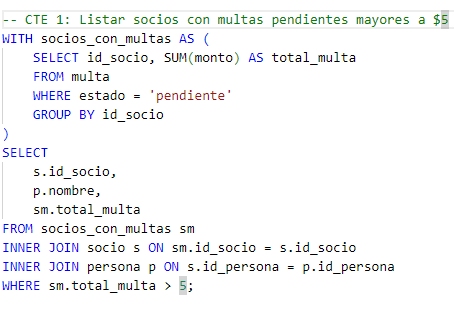 -- CTE 1: Listar socios con multas pendientes mayores a $5
WITH socios_con_multas AS (
    SELECT id_socio, SUM(monto) AS total_multa
    FROM multa
    WHERE estado = 'pendiente'
    GROUP BY id_socio
)
SELECT
    s.id_socio,
    p.nombre,
    sm.total_multa
FROM socios_con_multas sm
INNER JOIN socio s ON sm.id_socio = s.id_socio
INNER JOIN persona p ON s.id_persona = p.id_persona
WHERE sm.total_multa > 5;